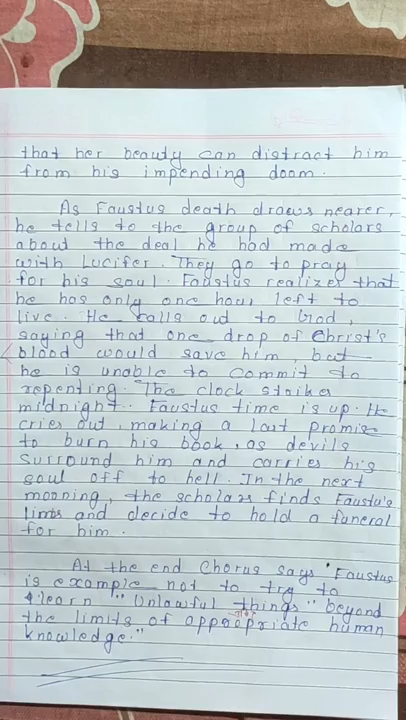 that her beauty can distract him
from his impending doom.
As Faustus death draws nearer,
he tells to the group of scholars
about the deal he had made
with Lucifer. They go to pray
for his soul. Faustus realizes that
he has only one hour left to
live. He calls out to God,
saying that one drop of Christ's
blood would save him, but
he is unable to commit to
repenting. The clock strikes
midnight. Faustus time is up. He
cries out, making a last promise
to burn his book, as devils
surround him and carries his
soul off to hell. In the next
mooning, the scholars finds Faustu's
limbs and decide to hold a funeral
for him.
At the end Chorus says "Faustus
is example not to try to
learn "Unlawful things" beyond
the limits of appropriate human
knowledge."